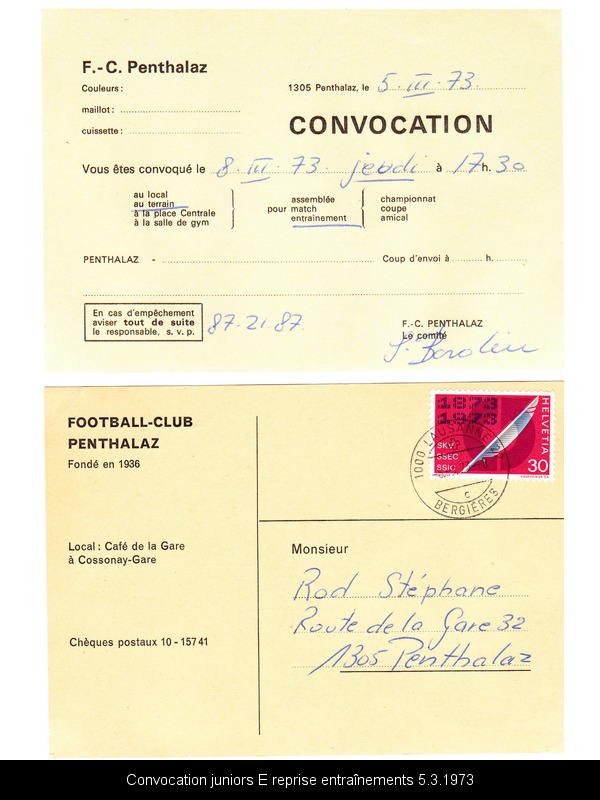 F.-C. Penthalaz
Couleurs:
maillot:
cuissette:
1305 Penthalaz, le 5. III. 73.
CONVOCATION
Vous êtes convoqué le 8. III. 73. jeudi à 17 h. 30
au local
au terrain
à la place Centrale
à la salle de gym
pour
assemblée
match
entraînement
championnat
coupe
amical
PENTHALAZ - Coup d'envoi à h.
En cas d'empêchement
aviser tout de suite
le responsable, s. v. p.
87.21.87.
F.-C. PENTHALAZ
Le comité
FOOTBALL-CLUB
PENTHALAZ
Fondé en 1936
Local: Café de la Gare
à Cossonay-Gare
Chèques postaux 10-157 41
1873
1973
SKV
SSEC
SSIC
HELVETIA
30
1000 LAUSANNE
C
BERGIÈRES
Monsieur
Rod Stéphane
Route de la Gare 32
1305 Penthalaz
Convocation juniors E reprise entraînements 5.3.1973